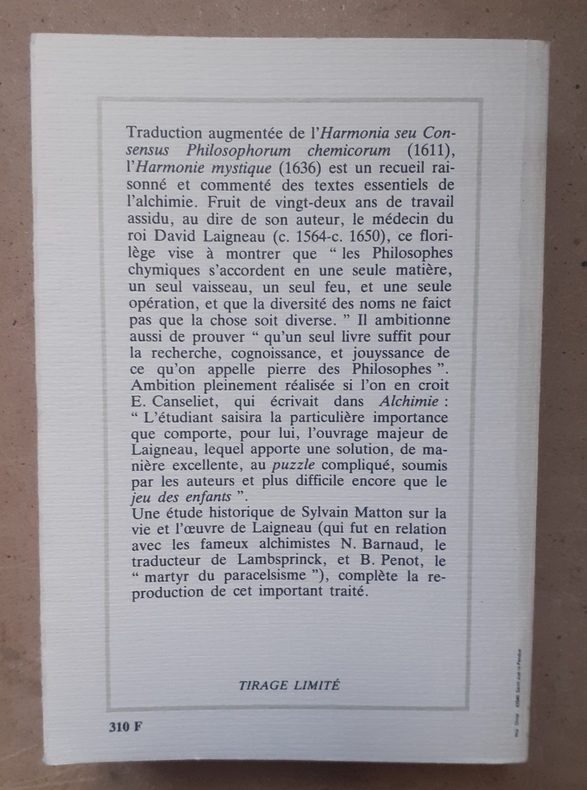 Traduction augmentée de l'Harmonia seu Con-
sensus Philosophorum chemicorum (1611),
l'Harmonie mystique (1636) est un recueil rai-
sonné et commenté des textes essentiels de
l'alchimie. Fruit de vingt-deux ans de travail
assidu, au dire de son auteur, le médecin du
roi David Laigneau (c. 1564-c. 1650), ce flori-
lège vise à montrer que “ les Philosophes
chymiques s'accordent en une seule matière,
un seul vaisseau, un seul feu, et une seule
opération, et que la diversité des noms ne faict
pas que la chose soit diverse. ” Il ambitionne
aussi de prouver “ qu'un seul livre suffit pour
la recherche, cognoissance, et jouyssance de
ce qu'on appelle pierre des Philosophes ”.
Ambition pleinement réalisée si l'on en croit
E. Canseliet, qui écrivait dans Alchimie :
“ L'étudiant saisira la particulière importance
que comporte, pour lui, l'ouvrage majeur de
Laigneau, lequel apporte une solution, de ma-
nière excellente, au puzzle compliqué, soumis
par les auteurs et plus difficile encore que le
jeu des enfants ”.
Une étude historique de Sylvain Matton sur la
vie et l'œuvre de Laigneau (qui fut en relation
avec les fameux alchimistes N. Barnaud, le
traducteur de Lambsprinck, et B. Penot, le
“ martyr du paracelsisme ”), complète la re-
production de cet important traité.
TIRAGE LIMITÉ
310 F